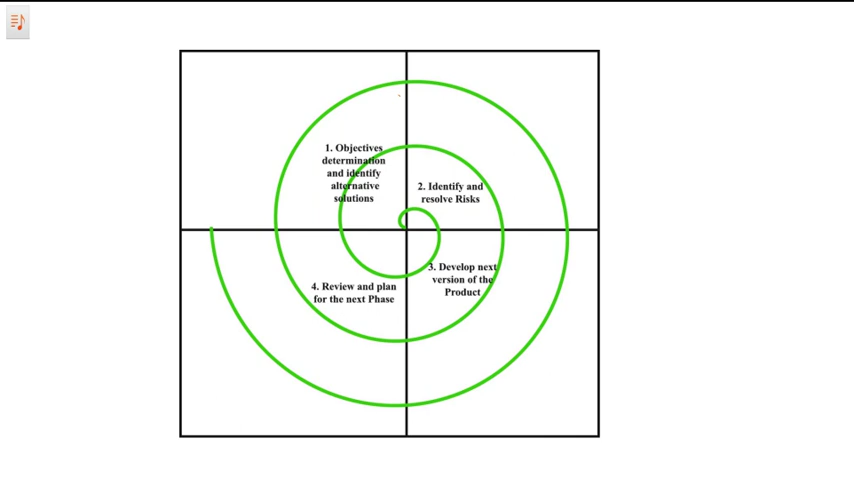 1. Objectives
determination
and identify
alternative
solutions
2. Identify and
resolve Risks
3. Develop next
version of the
Product
4. Review and plan
for the next Phase